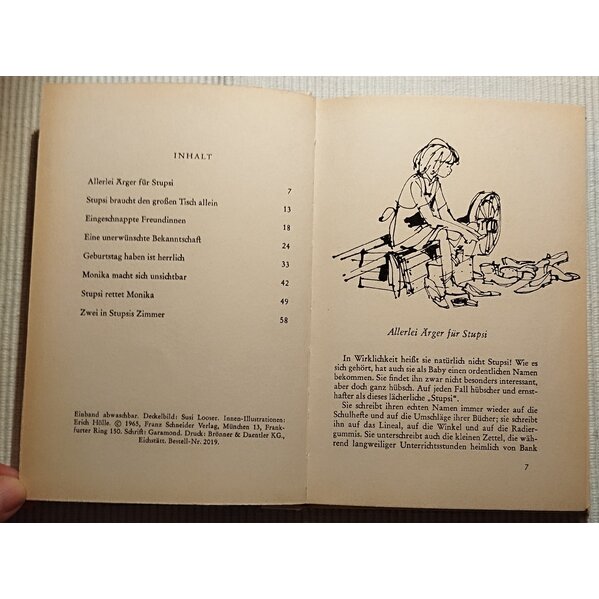 INHALT
Allerlei Ärger für Stupsi 7
Stupsi braucht den großen Tisch allein 13
Eingeschnappte Freundinnen 18
Eine unerwünschte Bekanntschaft 24
Geburtstag haben ist herrlich 33
Monika macht sich unsichtbar 42
Stupsi rettet Monika 49
Zwei in Stupsis Zimmer 58
Einband abwaschbar. Deckelbild: Susi Looser. Innen-Illustrationen:
Erich Hölle. © 1965, Franz Schneider Verlag, München 13, Frank-
furter Ring 150. Schrift: Garamond. Druck: Brönner & Daentler KG.,
Eichstätt. Bestell-Nr. 2019.
Allerlei Ärger für Stupsi
In Wirklichkeit heißt sie natürlich nicht Stupsi! Wie es
sich gehört, hat auch sie als Baby einen ordentlichen Namen
bekommen. Sie findet ihn zwar nicht besonders interessant,
aber doch ganz hübsch. Auf jeden Fall hübscher und ernst-
hafter als dieses lächerliche „Stupsi“.
Sie schreibt ihren echten Namen immer wieder auf die
Schulhefte und auf die Umschläge ihrer Bücher; sie schreibt
ihn auf das Lineal, auf die Winkel und auf die Radier-
gummis. Sie unterschreibt auch die kleinen Zettel, die wäh-
rend langweiliger Unterrichtsstunden heimlich von Bank
7